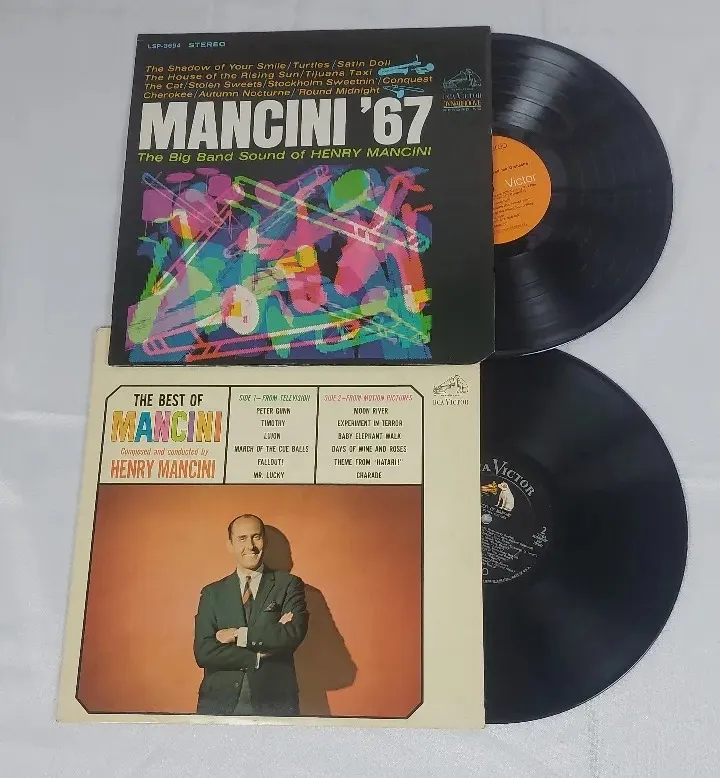 LSP-3694 STEREO
The Shadow of Your Smile/Turtles/Satin Doll
The House of the Rising Sun/Tijuana Taxi
The Cat/Stolen Sweets/Stockholm Sweetnin'/Conquest
Cherokee/Autumn Nocturne/'Round Midnight
RCA VICTOR
DYNAGROOVE
MANCINI '67
The Big Band Sound of HENRY MANCINI
Victor
THE BEST OF
MANCINI
Composed and conducted by
HENRY MANCINI
SIDE 1—FROM TELEVISION
PETER GUNN
TIMOTHY
LUJON
MARCH OF THE CUE BALLS
FALLOUT!
MR. LUCKY
SIDE 2—FROM MOTION PICTURES
MOON RIVER
EXPERIMENT IN TERROR
BABY ELEPHANT WALK
DAYS OF WINE AND ROSES
THEME FROM "HATARI!"
CHARADE
RCA VICTOR
A VICTOR
2